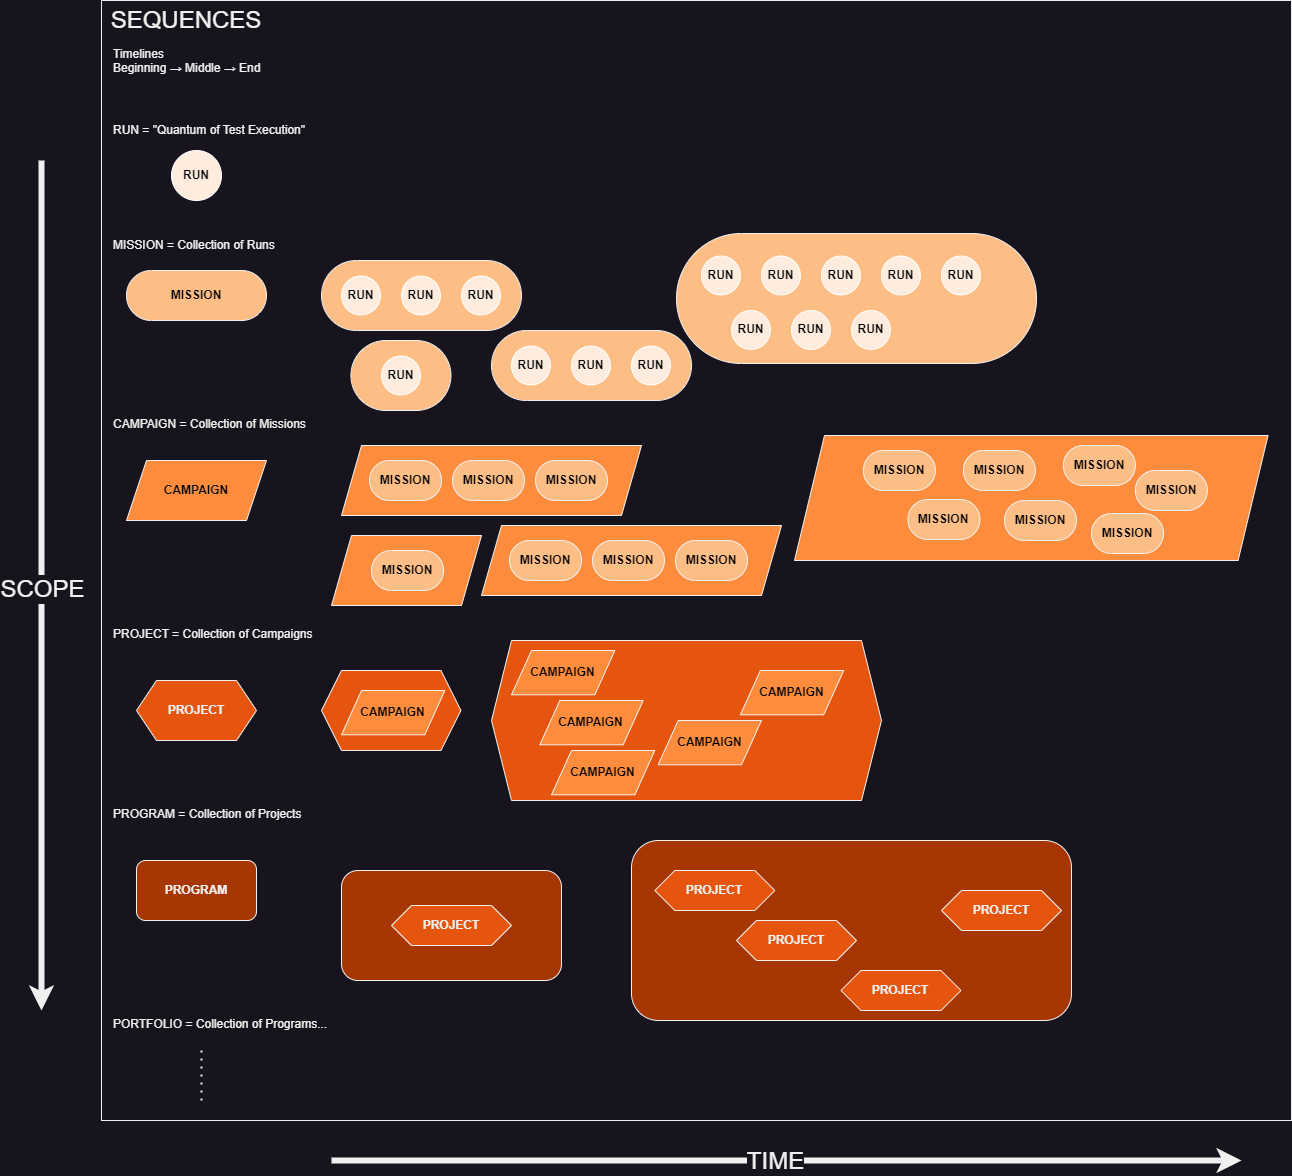 SEQUENCES
Timelines
Beginning → Middle → End
RUN = "Quantum of Test Execution"
RUN
MISSION = Collection of Runs
MISSION
RUN RUN RUN
RUN
RUN RUN RUN
RUN RUN RUN RUN RUN
RUN RUN RUN
CAMPAIGN = Collection of Missions
CAMPAIGN
MISSION MISSION MISSION
MISSION
MISSION MISSION MISSION
MISSION MISSION MISSION MISSION
MISSION MISSION MISSION
SCOPE
PROJECT = Collection of Campaigns
PROJECT
CAMPAIGN
CAMPAIGN
CAMPAIGN
CAMPAIGN
CAMPAIGN
CAMPAIGN
PROGRAM = Collection of Projects
PROGRAM
PROJECT
PROJECT
PROJECT
PROJECT
PROJECT
PORTFOLIO = Collection of Programs...
TIME